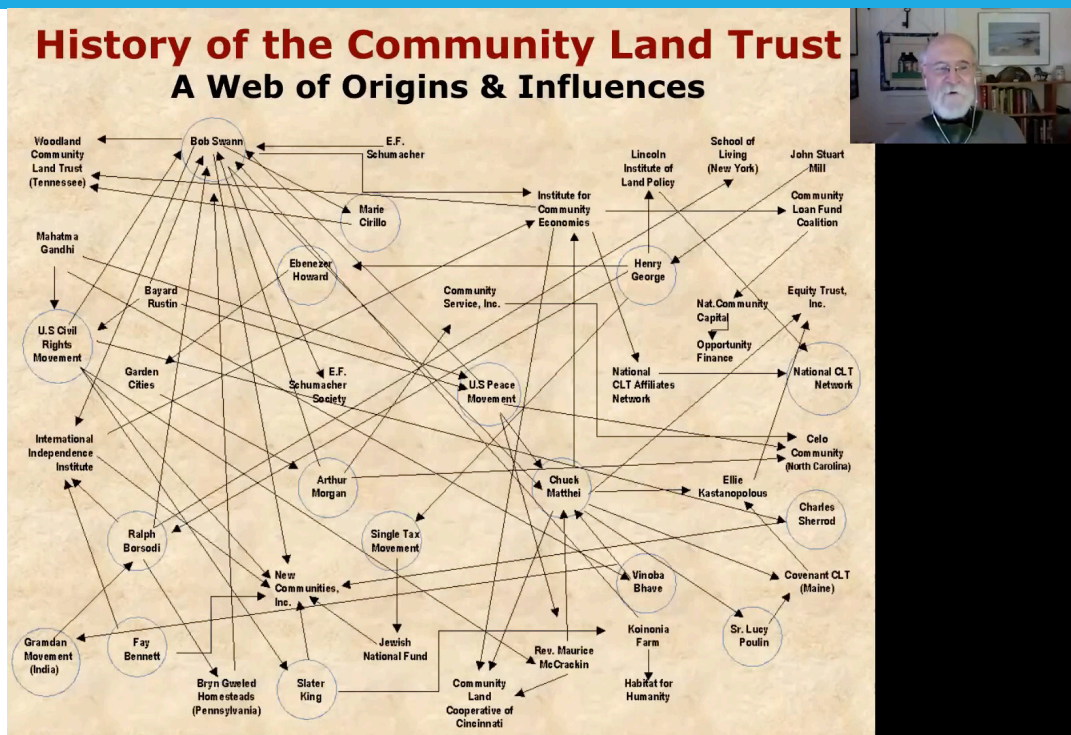 History of the Community Land Trust
A Web of Origins & Influences
Woodland
Community
Land Trust
(Tennessee)
Bob Swann
E.F.
Schumacher
Lincoln
Institute of
Land Policy
School of
Living
(New York)
John Stuart
Mill
Marie
Cirillo
Institute for
Community
Economics
Community
Loan Fund
Coalition
Mahatma
Gandhi
Ebenezer
Howard
Henry
George
Bayard
Rustin
Community
Service, Inc.
Nat.Community
Capital
Equity Trust,
Inc.
U.S Civil
Rights
Movement
Opportunity
Finance
Garden
Cities
E.F.
Schumacher
Society
U.S Peace
Movement
National
CLT Affiliates
Network
National CLT
Network
International
Independence
Institute
Celo
Community
(North Carolina)
Arthur
Morgan
Chuck
Matthei
Ellie
Kastanopolous
Charles
Sherrod
Ralph
Borsodi
Single Tax
Movement
New
Communities,
Inc.
Vinoba
Bhave
Covenant CLT
(Maine)
Gramdan
Movement
(India)
Fay
Bennett
Jewish
National Fund
Rev. Maurice
McCrackin
Koinonia
Farm
Sr. Lucy
Poulin
Bryn Gweled
Homesteads
(Pennsylvania)
Slater
King
Community
Land
Cooperative of
Cincinnati
Habitat for
Humanity